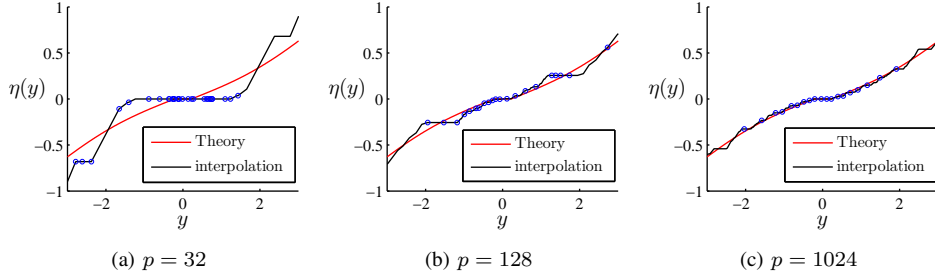 1
0.5
0
−0.5
−1
η(y)
−2 0 2
y
Theory
interpolation
(a) p = 32
1
0.5
0
−0.5
−1
η(y)
−2 0 2
y
Theory
interpolation
(b) p = 128
1
0.5
0
−0.5
−1
η(y)
−2 0 2
y
Theory
interpolation
(c) p = 1024